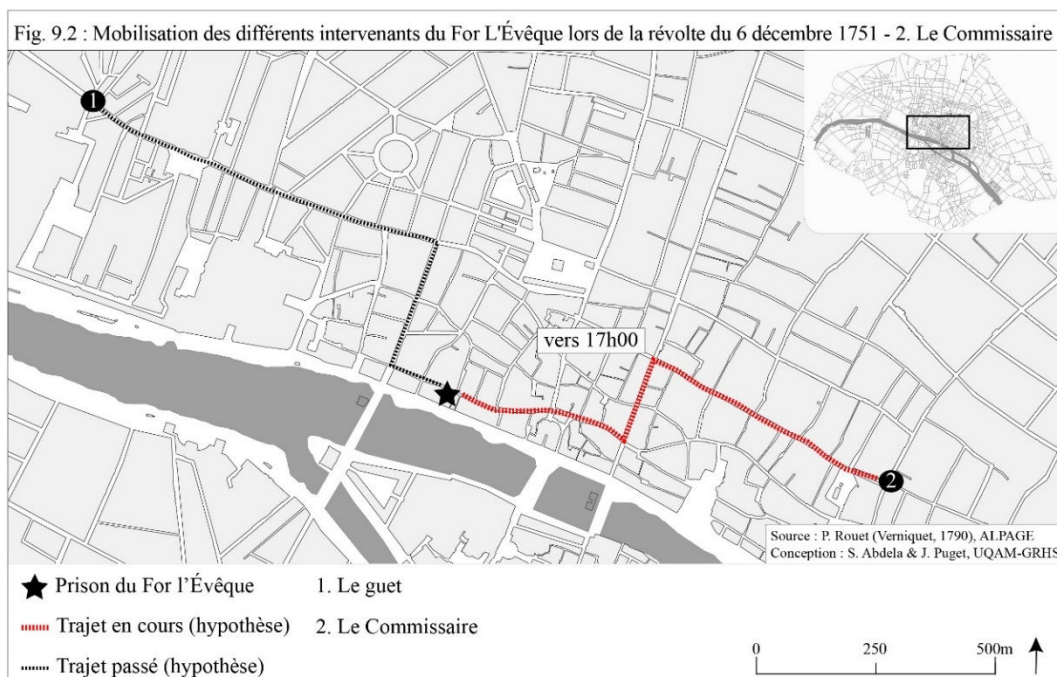 Fig. 9.2 : Mobilisation des différents intervenants du For L'Évêque lors de la révolte du 6 décembre 1751 - 2. Le Commissaire
1
vers 17h00
2
Source : P. Rouet (Verniquet, 1790), ALPAGE
Conception : S. Abdela & J. Puget, UQAM-GRHS
Prison du For l’Évêque
1. Le guet
Trajet en cours (hypothèse)
2. Le Commissaire
Trajet passé (hypothèse)
0 250 500m